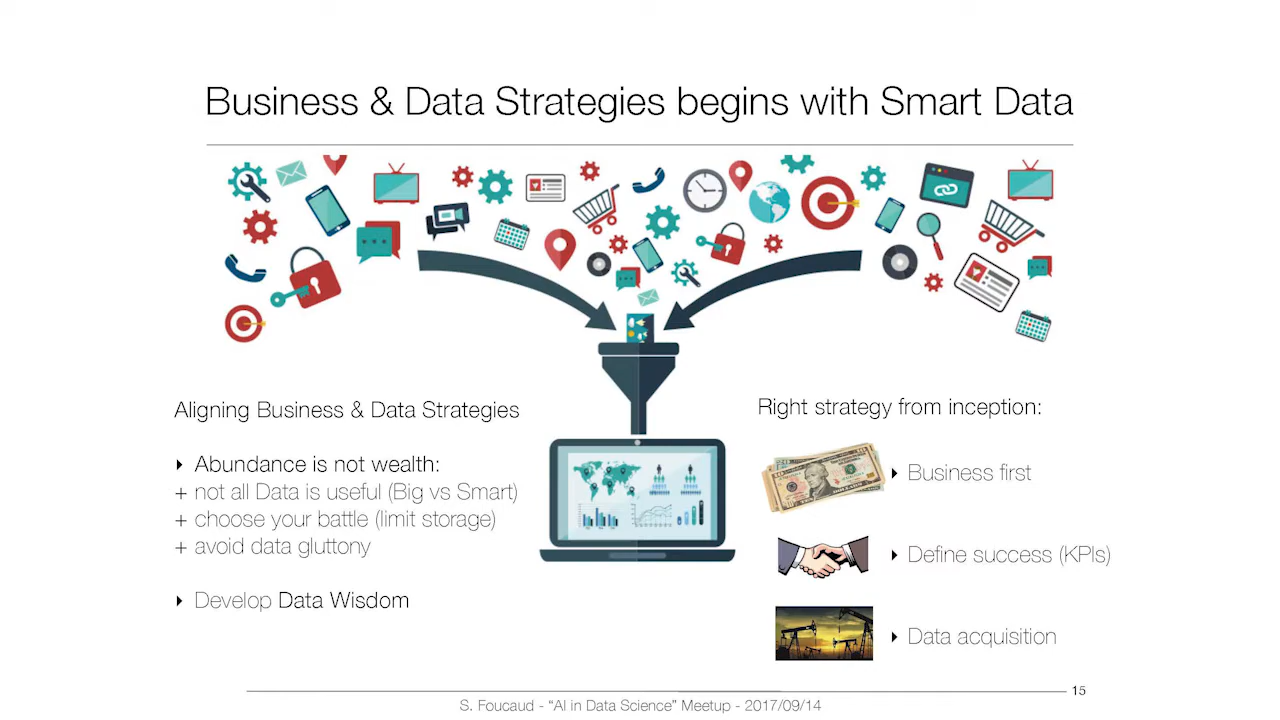 Business & Data Strategies begins with Smart Data
Aligning Business & Data Strategies
‣ Abundance is not wealth:
+ not all Data is useful (Big vs Smart)
+ choose your battle (limit storage)
+ avoid data gluttony
‣ Develop Data Wisdom
Right strategy from inception:
‣ Business first
‣ Define success (KPIs)
‣ Data acquisition
15
S. Foucaud - “AI in Data Science” Meetup - 2017/09/14